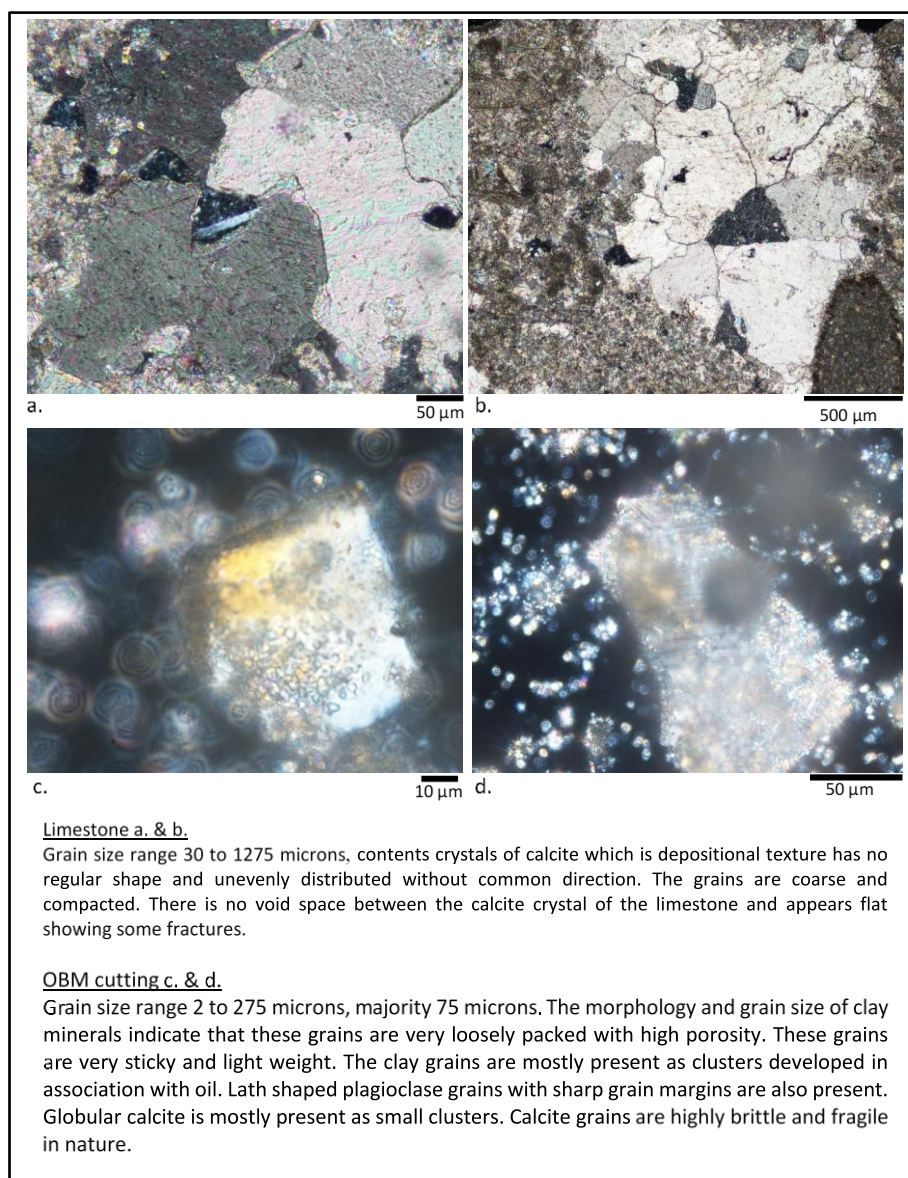 a.
50 µm
b.
500 µm
c.
10 µm
d.
50 µm
Limestone a. & b.
Grain size range 30 to 1275 microns, contents crystals of calcite which is depositional texture has no
regular shape and unevenly distributed without common direction. The grains are coarse and
compacted. There is no void space between the calcite crystal of the limestone and appears flat
showing some fractures.
OBM cutting c. & d.
Grain size range 2 to 275 microns, majority 75 microns. The morphology and grain size of clay
minerals indicate that these grains are very loosely packed with high porosity. These grains
are very sticky and light weight. The clay grains are mostly present as clusters developed in
association with oil. Lath shaped plagioclase grains with sharp grain margins are also present.
Globular calcite is mostly present as small clusters. Calcite grains are highly brittle and fragile
in nature.